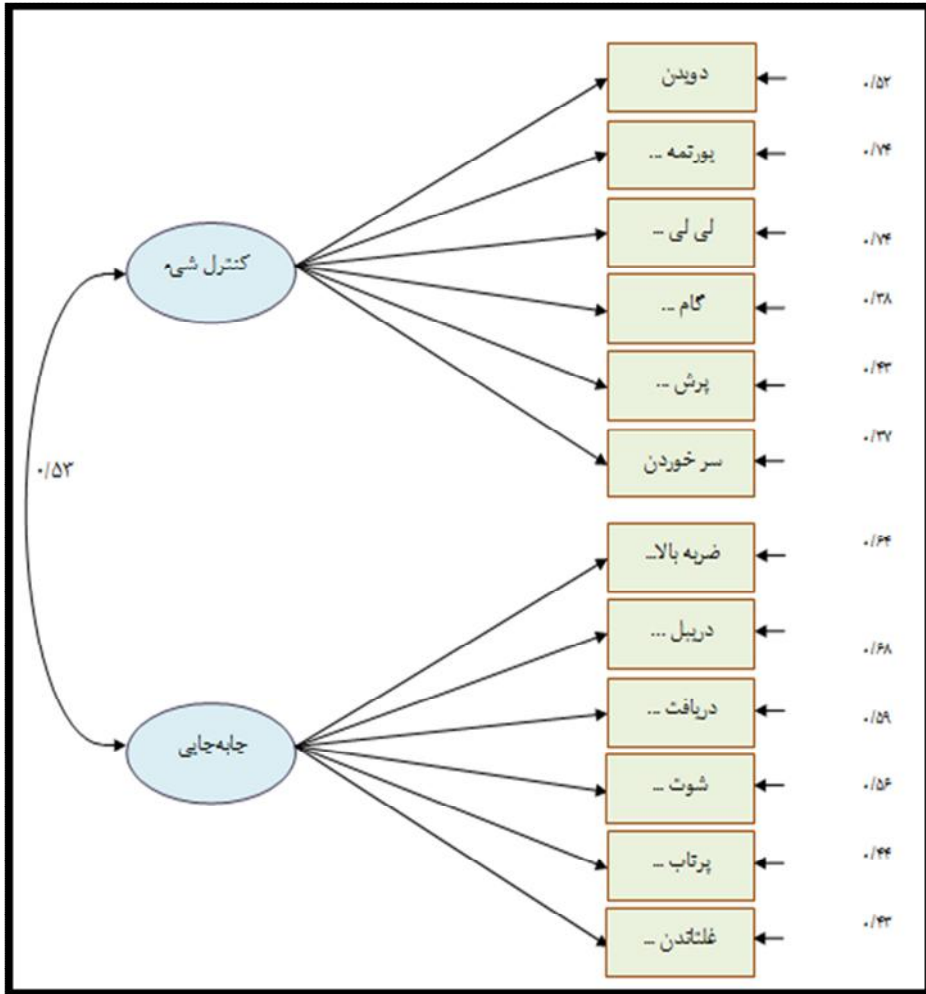 دویدن
۰/۵۲
یورتمه ...
۰/۷۴
لی لی ...
۰/۷۴
گام ...
۰/۳۸
پرش ...
۰/۴۳
سر خوردن
۰/۳۷
کنترل شیء
۰/۵۳
ضربه بالا...
۰/۶۴
دریبل ...
۰/۶۸
دریافت ...
۰/۵۹
شوت ...
۰/۵۶
پرتاب ...
۰/۴۴
غلتاندن ...
۰/۴۳
جابه‌جایی